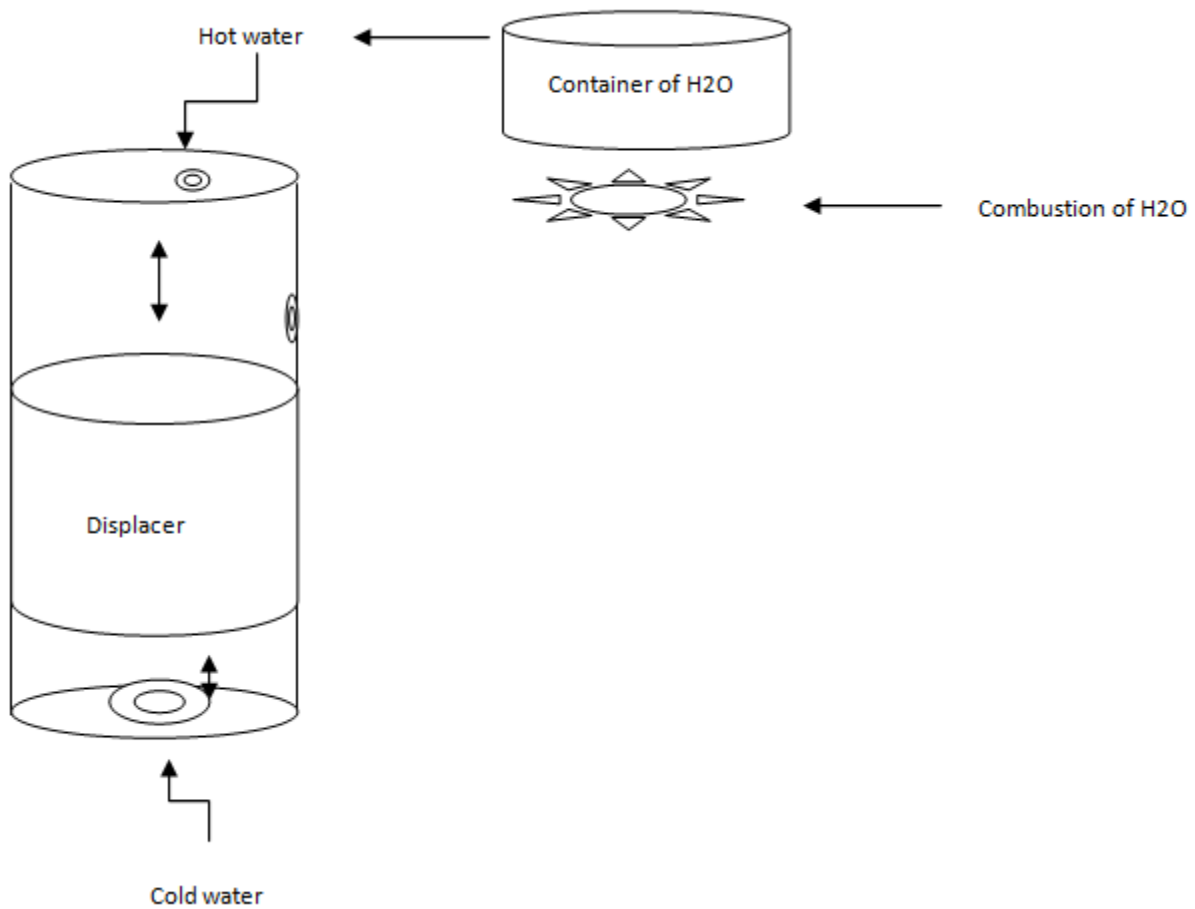 Hot water
Container of H2O
Combustion of H2O
Displacer
Cold water